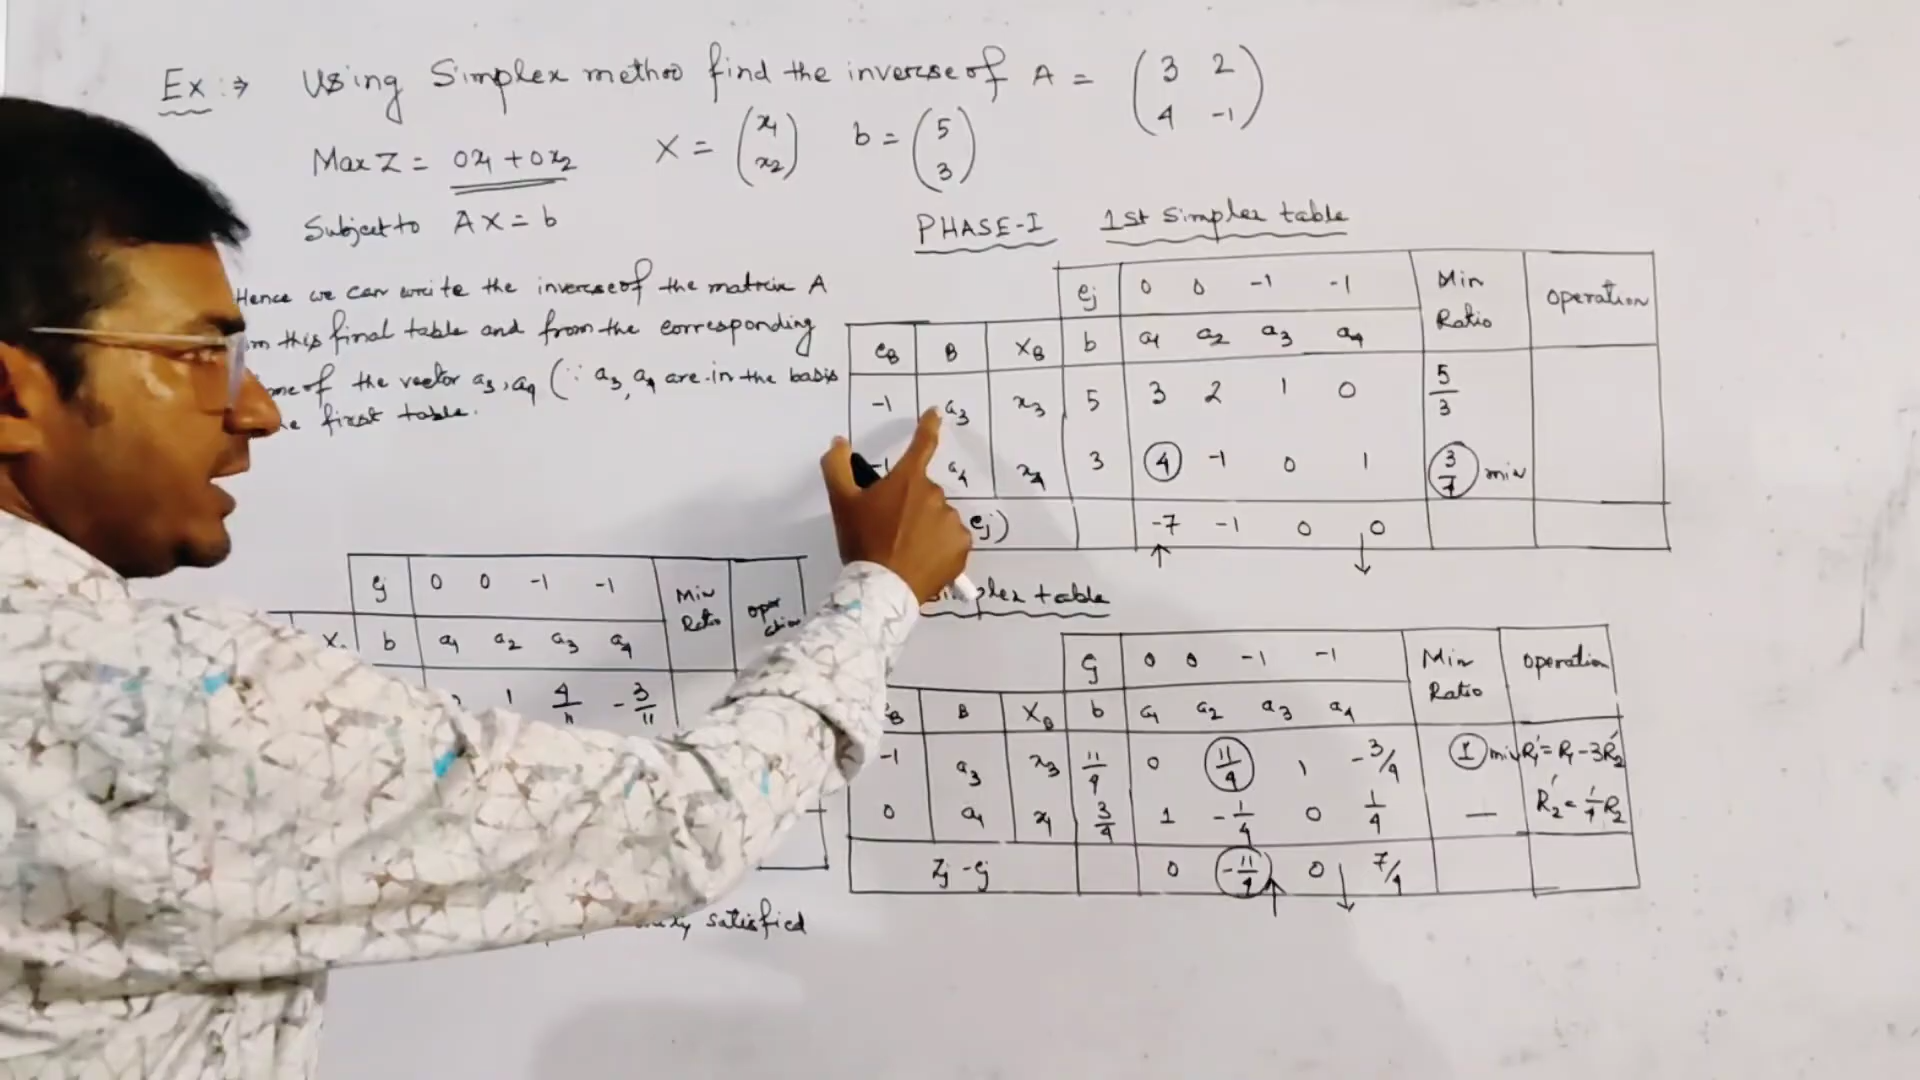 Ex :⇒ Using Simplex method find the inverse of A = (3 2
4 -1)
Max Z = 0x1 + 0x2 X = (x1
x2) b = (5
3)
Subject to AX = b
Hence we can write the inverse of the matrix A
this final table and from the corresponding
of the vector a3, a4 (∵ a3, a4 are in the basis
first table.
PHASE-I 1st Simplex table
cj 0 0 -1 -1 Min Ratio operation
cB B XB b a1 a2 a3 a4
-1 a3 x3 5 3 2 1 0 5/3
-1 a4 x4 3 4 -1 0 1 3/4 min
cj) -7 -1 0 0
table
cj 0 0 -1 -1 Min Ratio operation
B XB b a1 a2 a3 a4
-1 a3 x3 11/4 0 11/4 1 -3/4 1 min R1' = R1 - 3R2'
0 a1 x1 3/4 1 -1/4 0 1/4 — R2' = 1/4 R2
Zj - cj 0 -11/4 0 7/4
cj 0 0 -1 -1 Min Ratio operation
b a1 a2 a3 a4
1 4/11 -3/11
satisfied